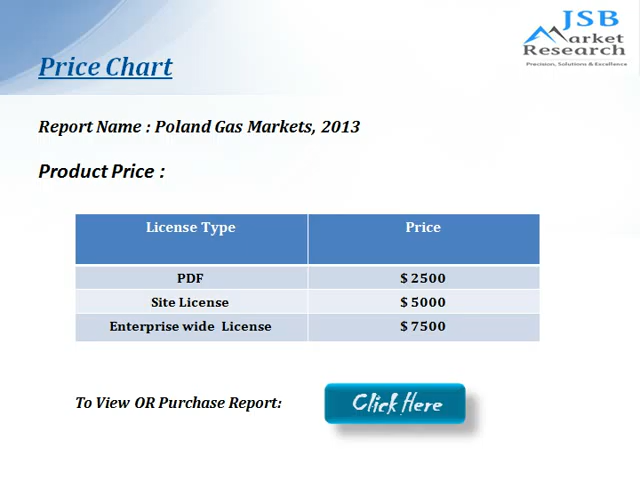 JSB
Market
Research
Precision, Solutions & Excellence
Price Chart
Report Name : Poland Gas Markets, 2013
Product Price :
License Type Price
PDF $ 2500
Site License $ 5000
Enterprise wide License $ 7500
To View OR Purchase Report: Click Here